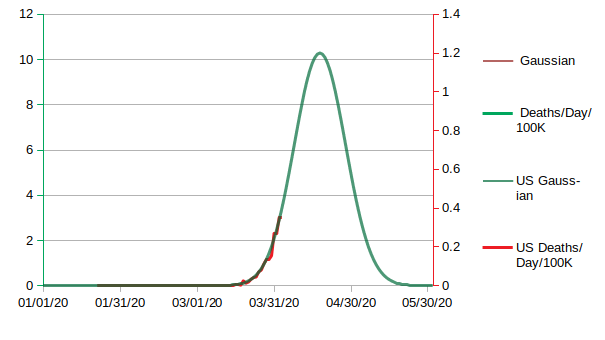 12
10
8
6
4
2
0
1.4
1.2
1
0.8
0.6
0.4
0.2
0
01/01/20 01/31/20 03/01/20 03/31/20 04/30/20 05/30/20
Gaussian
Deaths/Day/
100K
US Gauss-
ian
US Deaths/
Day/100K